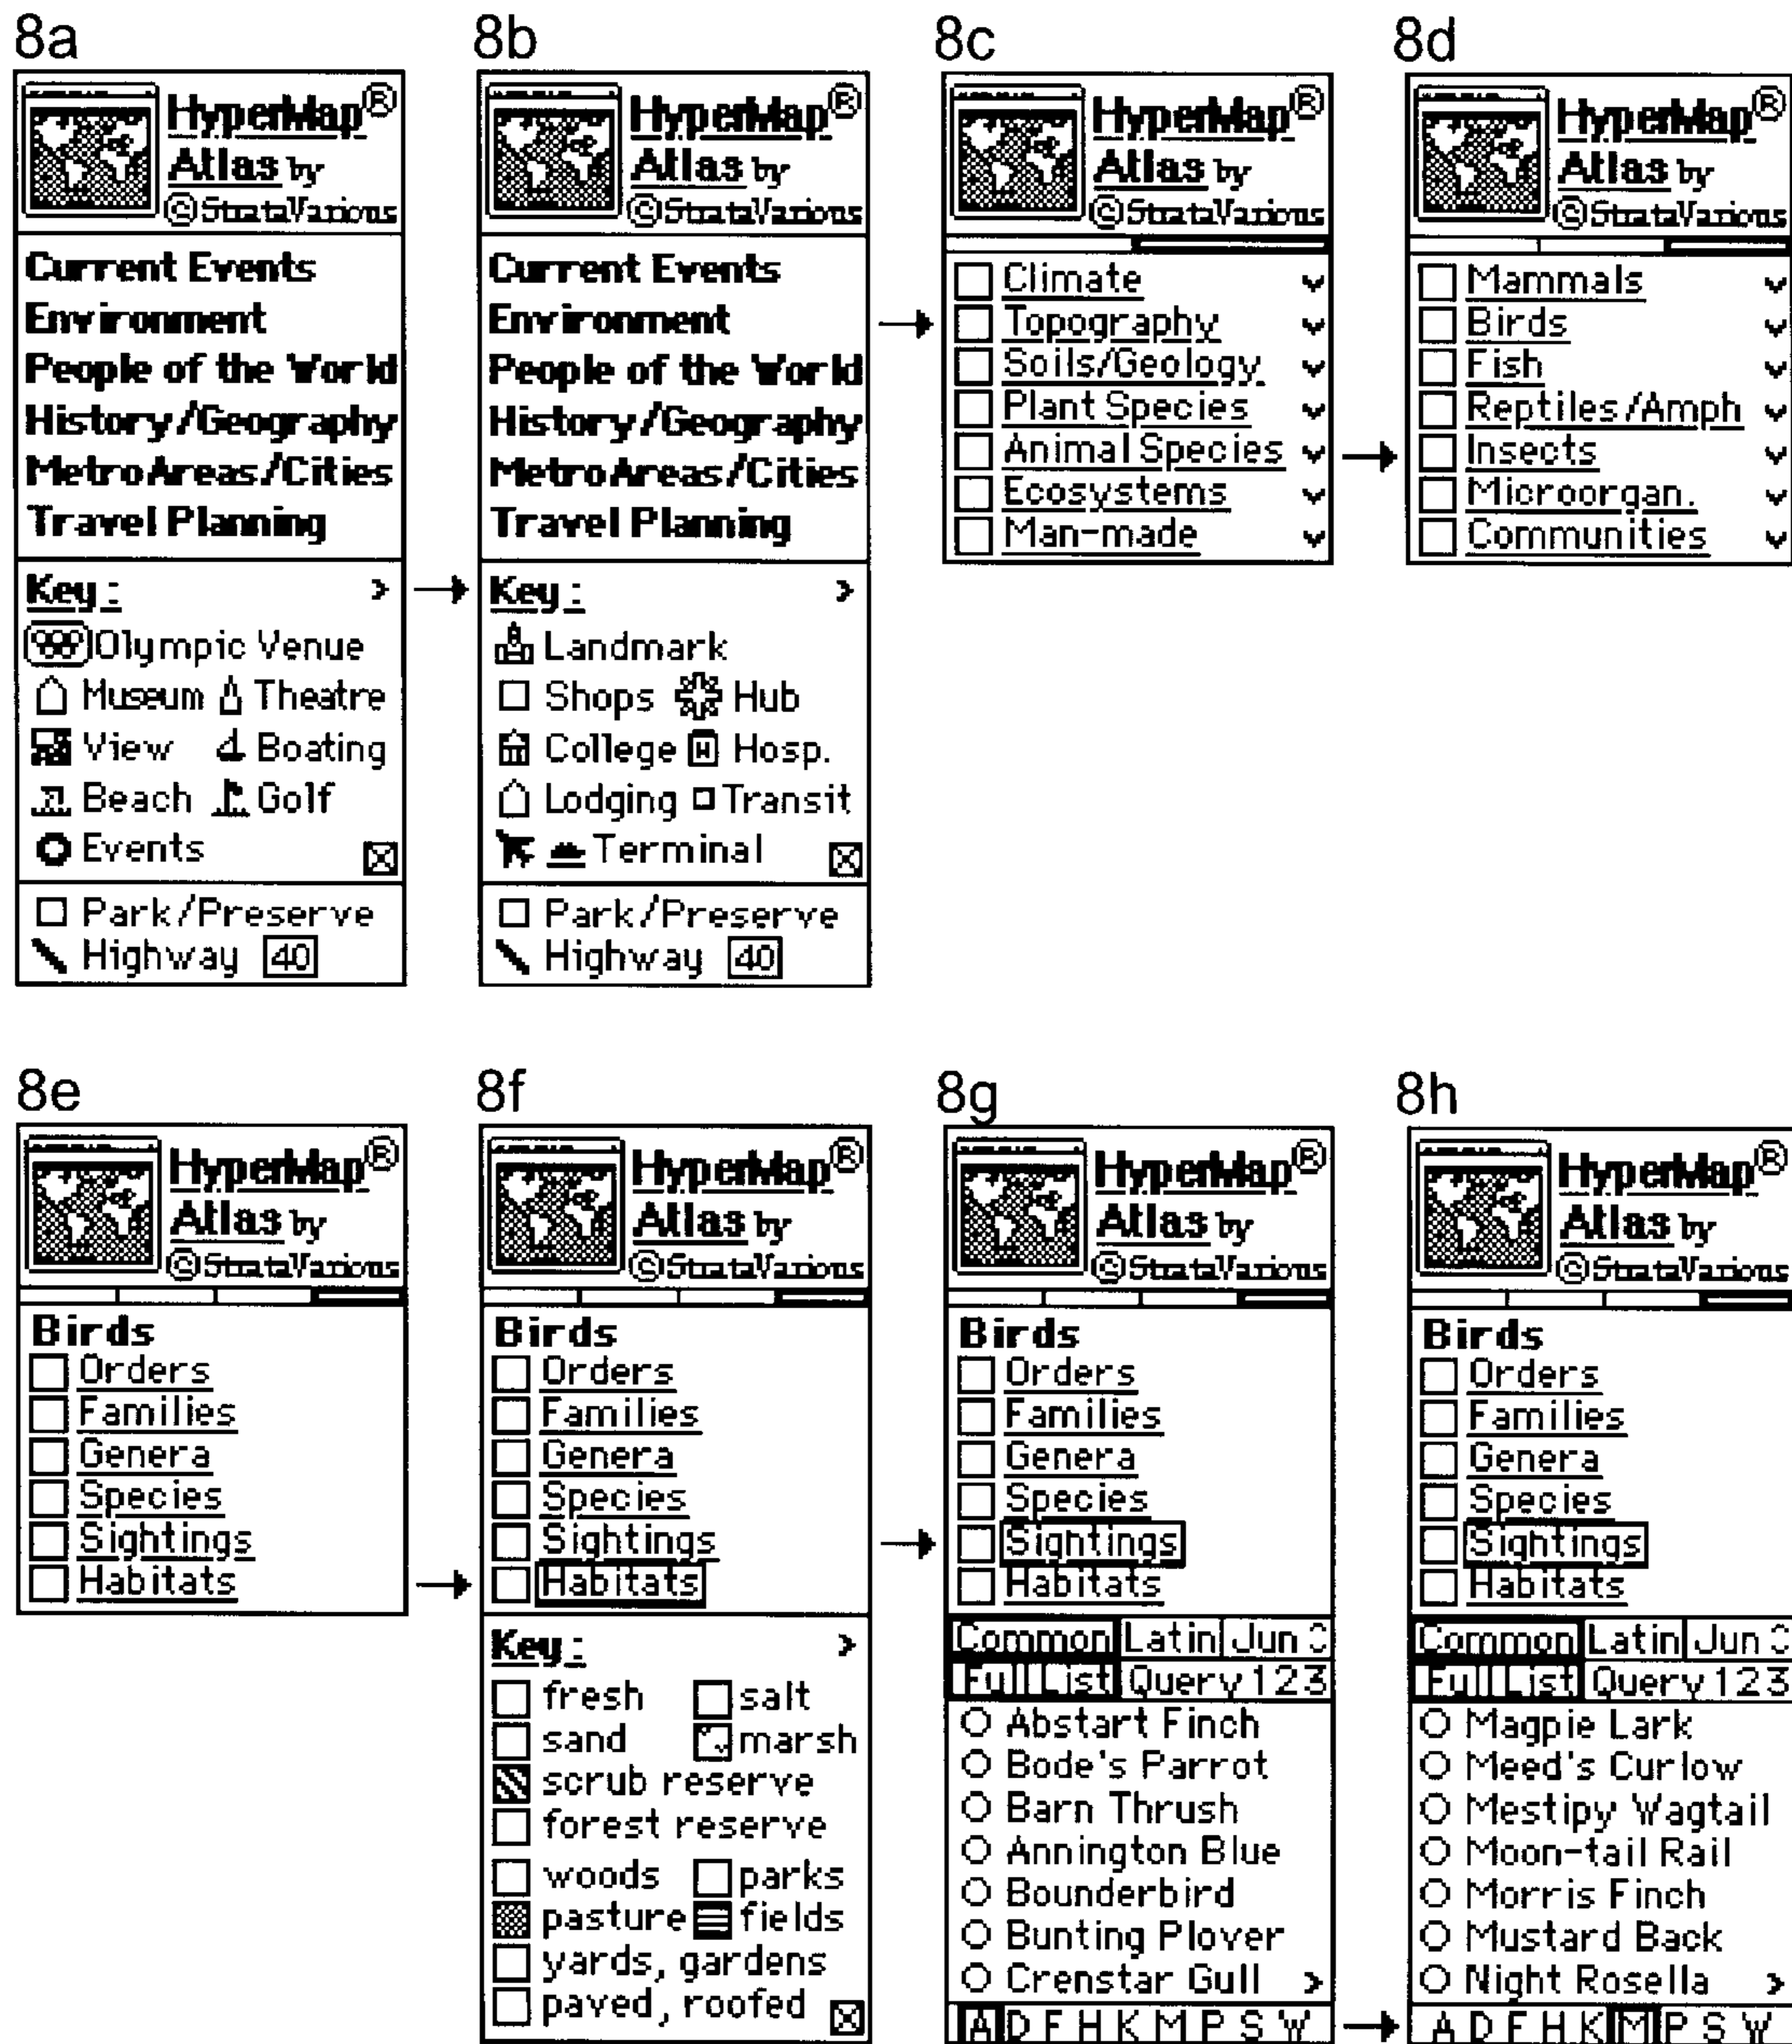 8a
HyperMap®
Atlas by
©StrataVarious
Current Events
Environment
People of the World
History/Geography
MetroAreas/Cities
Travel Planning
Key: >
Olympic Venue
Museum Theatre
View Boating
Beach Golf
Events
Park/Preserve
Highway 40
8b
HyperMap®
Atlas by
©StrataVarious
Current Events
Environment
People of the World
History/Geography
MetroAreas/Cities
Travel Planning
Key: >
Landmark
Shops Hub
College H Hosp.
Lodging Transit
Terminal
Park/Preserve
Highway 40
8c
HyperMap®
Atlas by
©StrataVarious
Climate
Topography
Soils/Geology
Plant Species
Animal Species
Ecosystems
Man-made
8d
HyperMap®
Atlas by
©StrataVarious
Mammals
Birds
Fish
Reptiles/Amph
Insects
Microorgan.
Communities
8e
HyperMap®
Atlas by
©StrataVarious
Birds
Orders
Families
Genera
Species
Sightings
Habitats
8f
HyperMap®
Atlas by
©StrataVarious
Birds
Orders
Families
Genera
Species
Sightings
Habitats
Key: >
fresh salt
sand marsh
scrub reserve
forest reserve
woods parks
pasture fields
yards, gardens
paved, roofed
8g
HyperMap®
Atlas by
©StrataVarious
Birds
Orders
Families
Genera
Species
Sightings
Habitats
Common Latin Jun
Full List Query 1 2 3
Abstart Finch
Bode's Parrot
Barn Thrush
Annington Blue
Bounderbird
Bunting Plover
Crenstar Gull >
A D F H K M P S W
8h
HyperMap®
Atlas by
©StrataVarious
Birds
Orders
Families
Genera
Species
Sightings
Habitats
Common Latin Jun
Full List Query 1 2 3
Magpie Lark
Meed's Curlow
Mestipy Wagtail
Moon-tail Rail
Morris Finch
Mustard Back
Night Rosella >
A D F H K M P S W